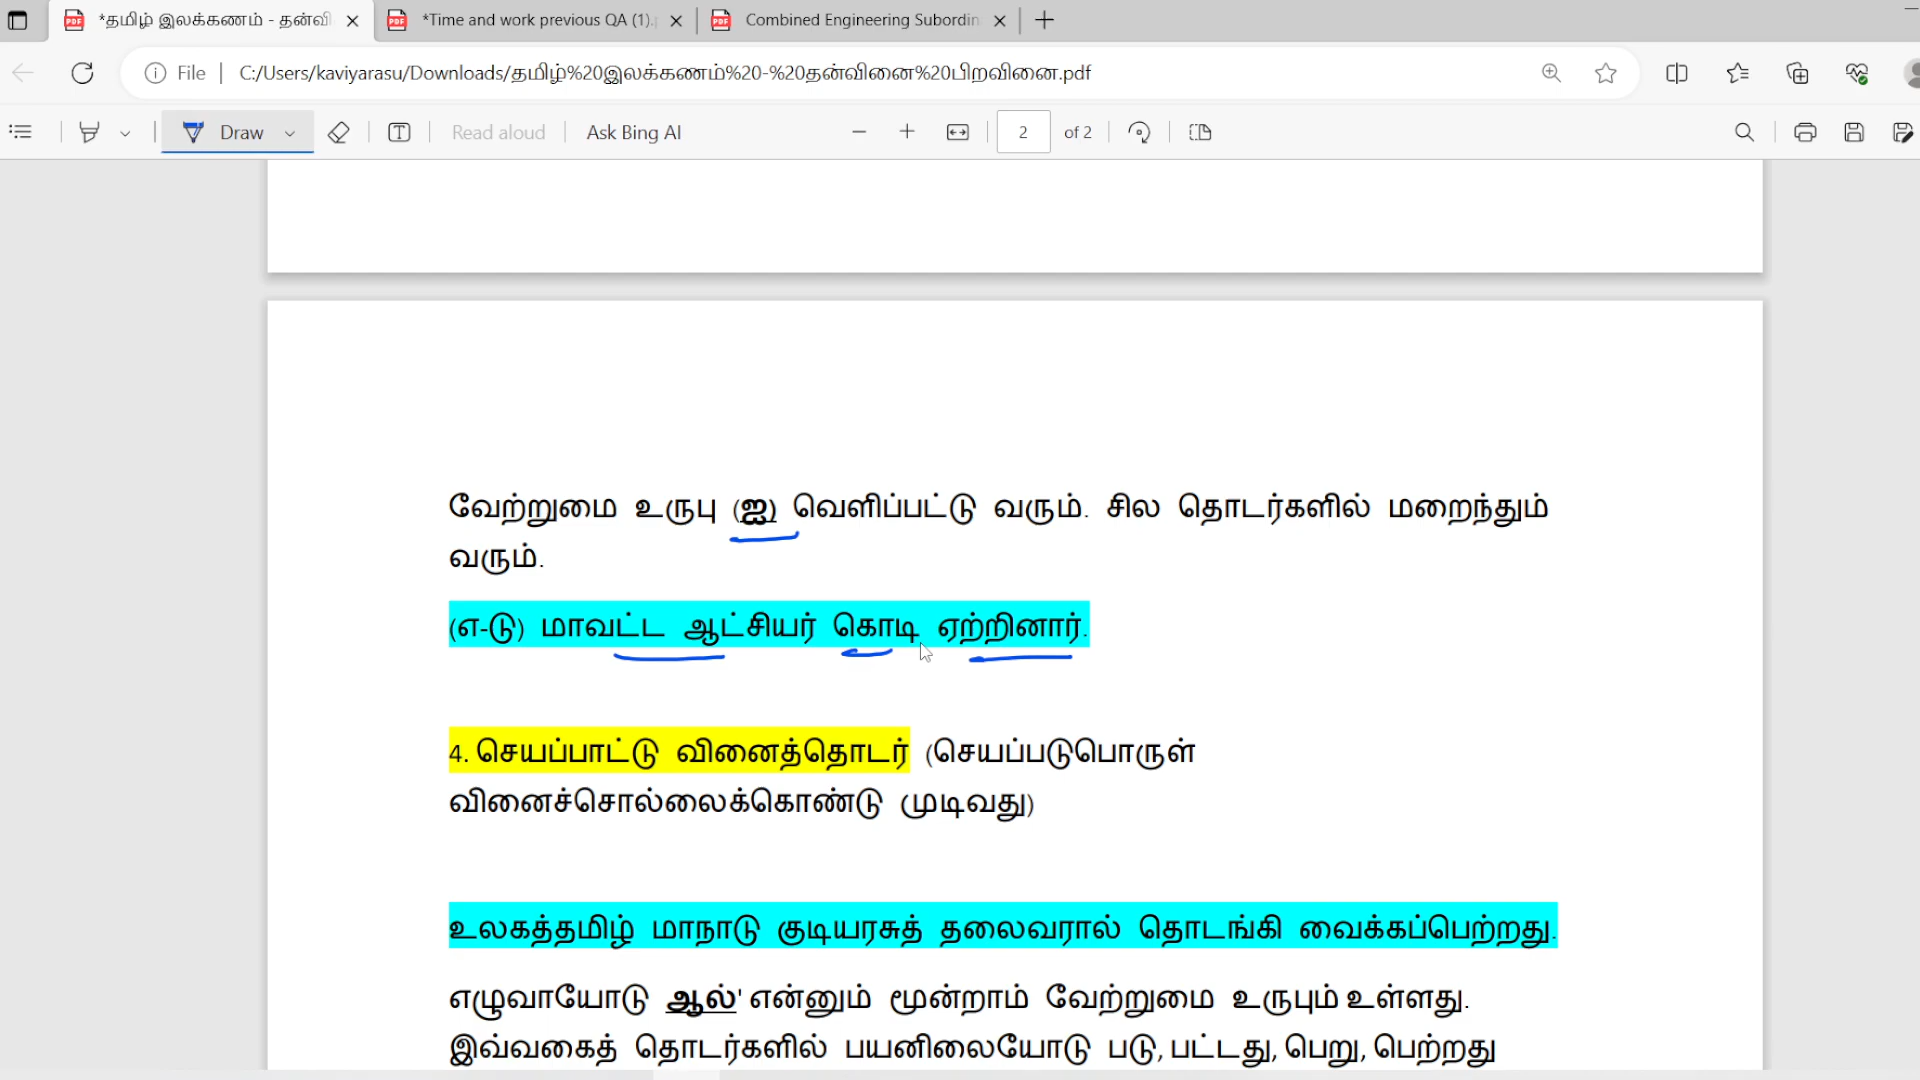 *தமிழ் இலக்கணம் - தன்வி
*Time and work previous QA (1).
Combined Engineering Subordin
File | C:/Users/kaviyarasu/Downloads/தமிழ்%20இலக்கணம்%20-%20தன்வினை%20பிறவினை.pdf
Draw Read aloud Ask Bing AI 2 of 2
வேற்றுமை உருபு (ஐ) வெளிப்பட்டு வரும். சில தொடர்களில் மறைந்தும்
வரும்.
(எ-டு) மாவட்ட ஆட்சியர் கொடி ஏற்றினார்.
4. செயப்பாட்டு வினைத்தொடர் (செயப்படுபொருள்
வினைச்சொல்லைக்கொண்டு முடிவது)
உலகத்தமிழ் மாநாடு குடியரசுத் தலைவரால் தொடங்கி வைக்கப்பெற்றது.
எழுவாயோடு ஆல்' என்னும் மூன்றாம் வேற்றுமை உருபும் உள்ளது.
இவ்வகைத் தொடர்களில் பயனிலையோடு படு, பட்டது, பெறு, பெற்றது